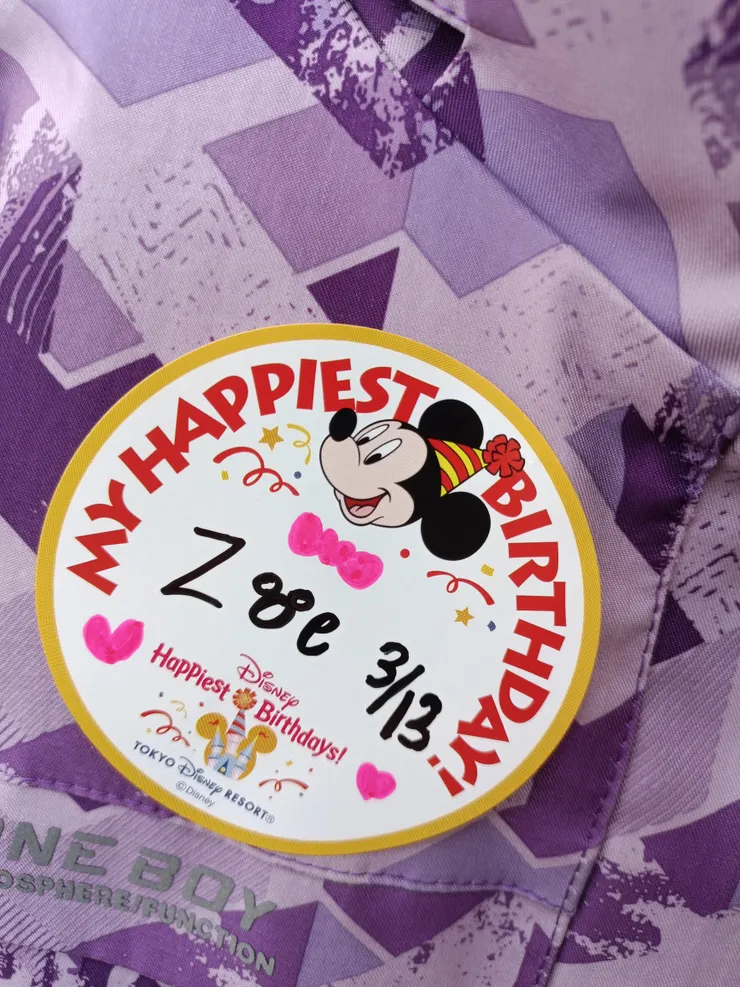 MY HAPPIEST BIRTHDAY!
Zoe 3/13
Disney
Happiest Birthdays!
TOKYO Disney RESORT®
©Disney
NE BOY
OSPHERE/FUNCTION